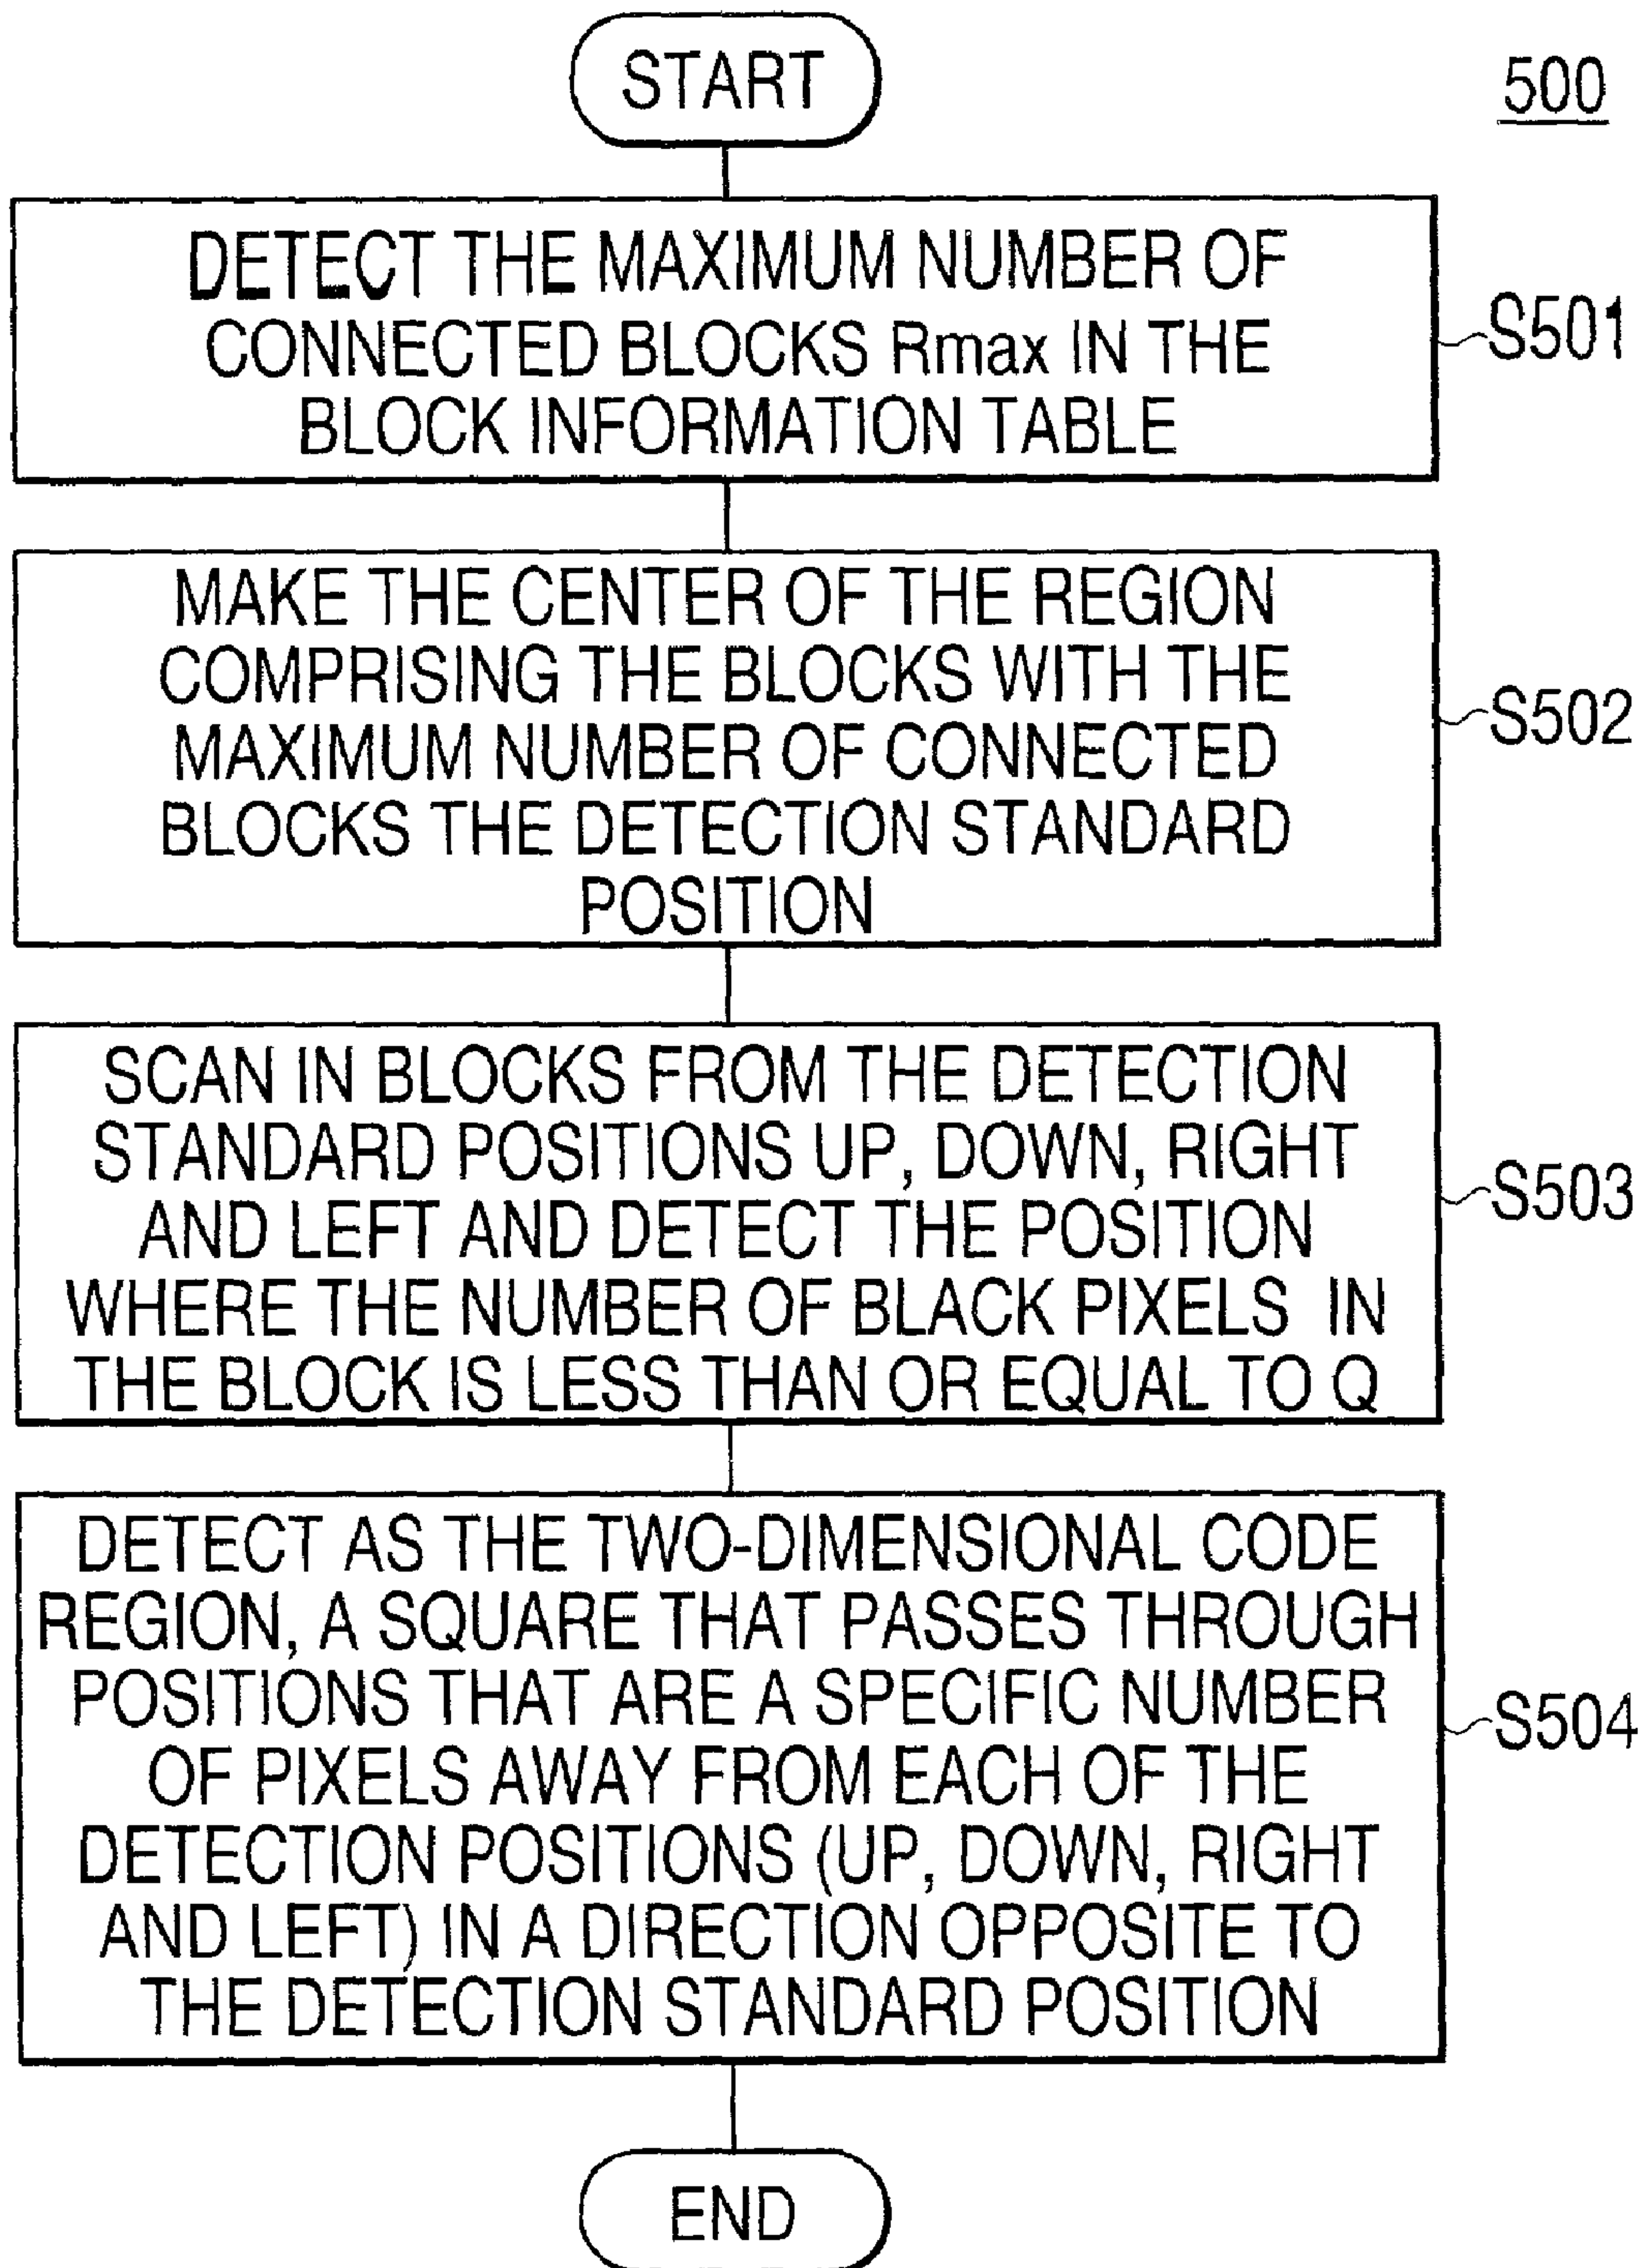 START
500
DETECT THE MAXIMUM NUMBER OF
CONNECTED BLOCKS Rmax IN THE
BLOCK INFORMATION TABLE
S501
MAKE THE CENTER OF THE REGION
COMPRISING THE BLOCKS WITH THE
MAXIMUM NUMBER OF CONNECTED
BLOCKS THE DETECTION STANDARD
POSITION
S502
SCAN IN BLOCKS FROM THE DETECTION
STANDARD POSITIONS UP, DOWN, RIGHT
AND LEFT AND DETECT THE POSITION
WHERE THE NUMBER OF BLACK PIXELS IN
THE BLOCK IS LESS THAN OR EQUAL TO Q
S503
DETECT AS THE TWO-DIMENSIONAL CODE
REGION, A SQUARE THAT PASSES THROUGH
POSITIONS THAT ARE A SPECIFIC NUMBER
OF PIXELS AWAY FROM EACH OF THE
DETECTION POSITIONS (UP, DOWN, RIGHT
AND LEFT) IN A DIRECTION OPPOSITE TO
THE DETECTION STANDARD POSITION
S504
END